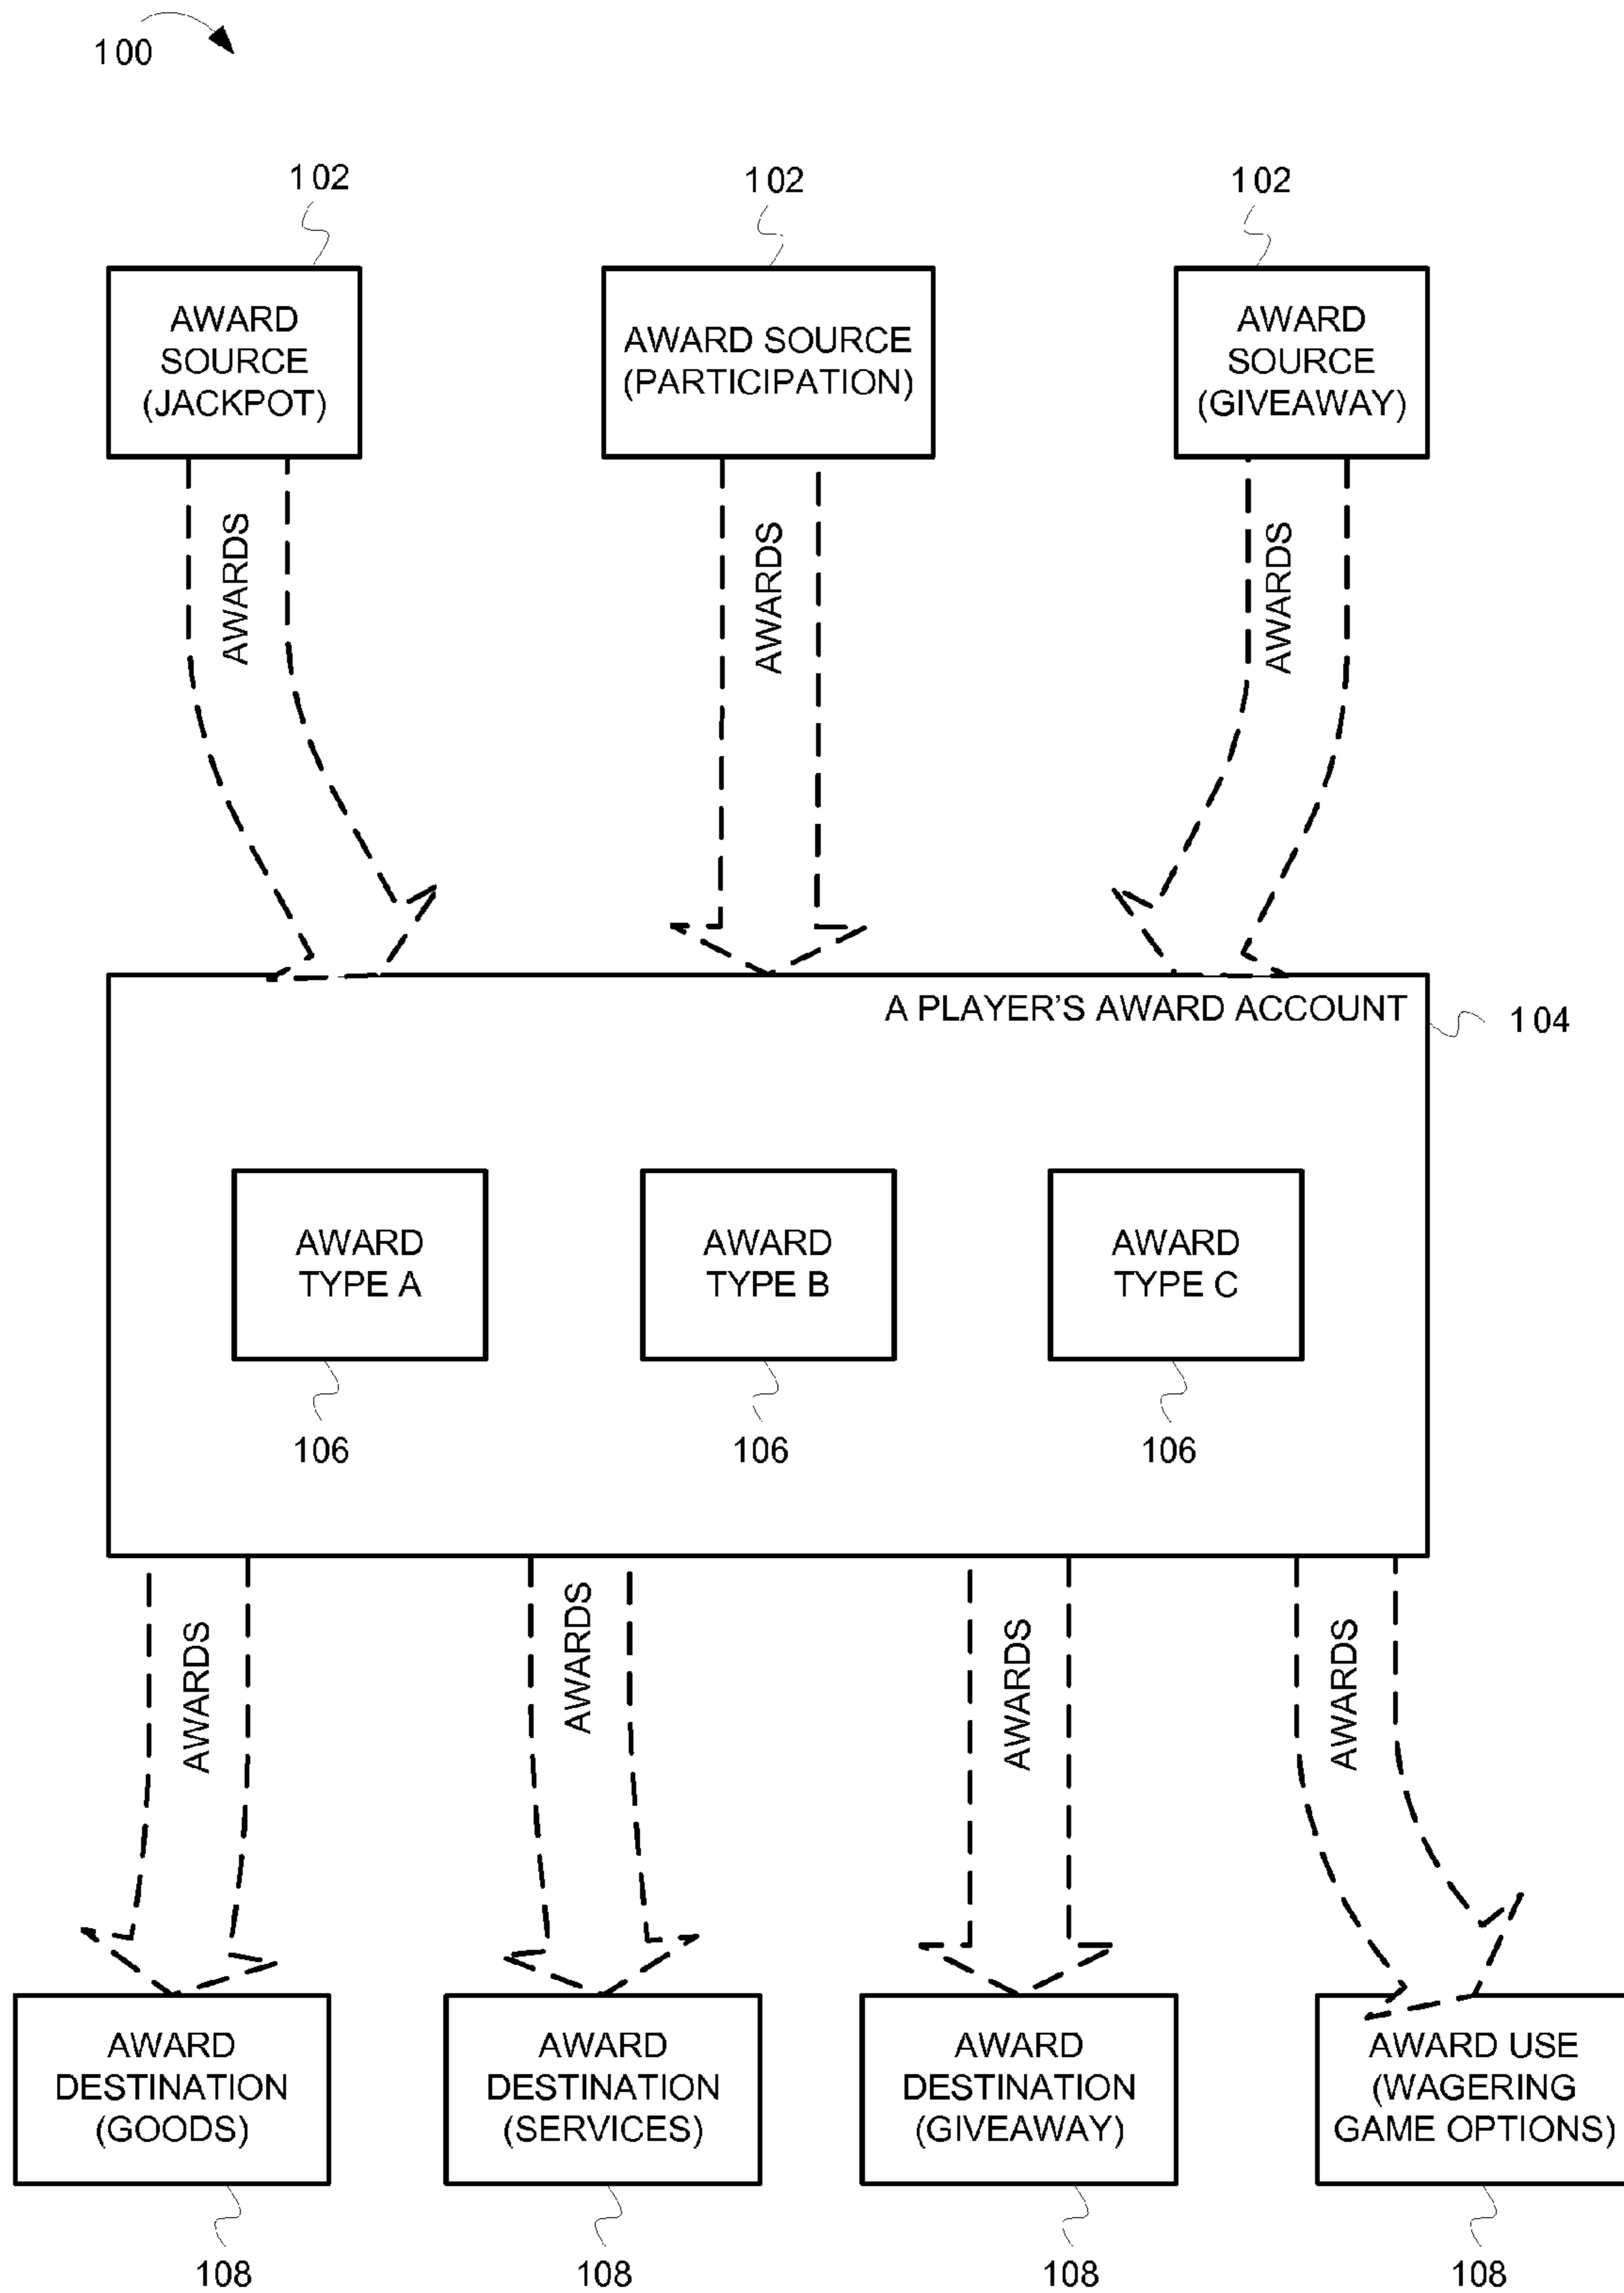 100
102
102
102
AWARD
SOURCE
(JACKPOT)
AWARD SOURCE
(PARTICIPATION)
AWARD
SOURCE
(GIVEAWAY)
AWARDS
AWARDS
AWARDS
A PLAYER'S AWARD ACCOUNT
104
AWARD
TYPE A
AWARD
TYPE B
AWARD
TYPE C
106
106
106
AWARDS
AWARDS
AWARDS
AWARDS
AWARD
DESTINATION
(GOODS)
AWARD
DESTINATION
(SERVICES)
AWARD
DESTINATION
(GIVEAWAY)
AWARD USE
(WAGERING
GAME OPTIONS)
108
108
108
108